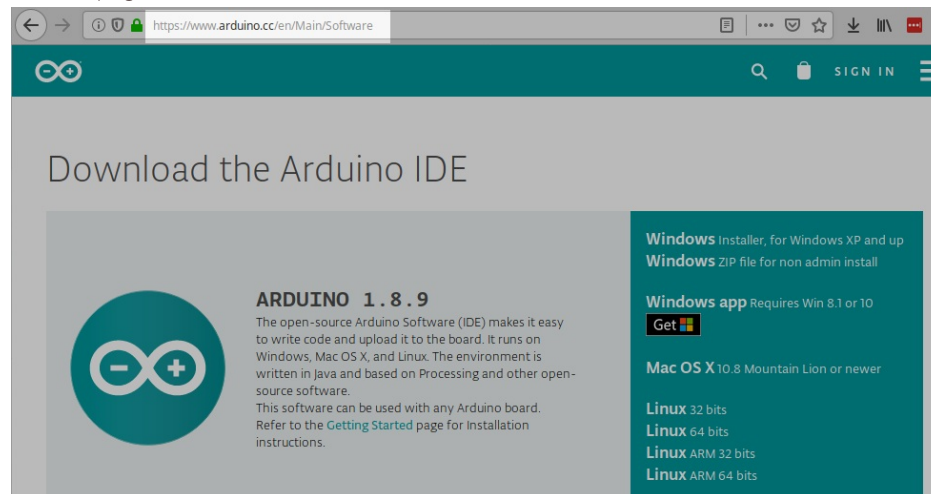 https://www.arduino.cc/en/Main/Software
SIGN IN
Download the Arduino IDE
ARDUINO 1.8.9
The open-source Arduino Software (IDE) makes it easy
to write code and upload it to the board. It runs on
Windows, Mac OS X, and Linux. The environment is
written in Java and based on Processing and other open-
source software.
This software can be used with any Arduino board.
Refer to the Getting Started page for Installation
instructions.
Windows Installer, for Windows XP and up
Windows ZIP file for non admin install
Windows app Requires Win 8.1 or 10
Get
Mac OS X 10.8 Mountain Lion or newer
Linux 32 bits
Linux 64 bits
Linux ARM 32 bits
Linux ARM 64 bits